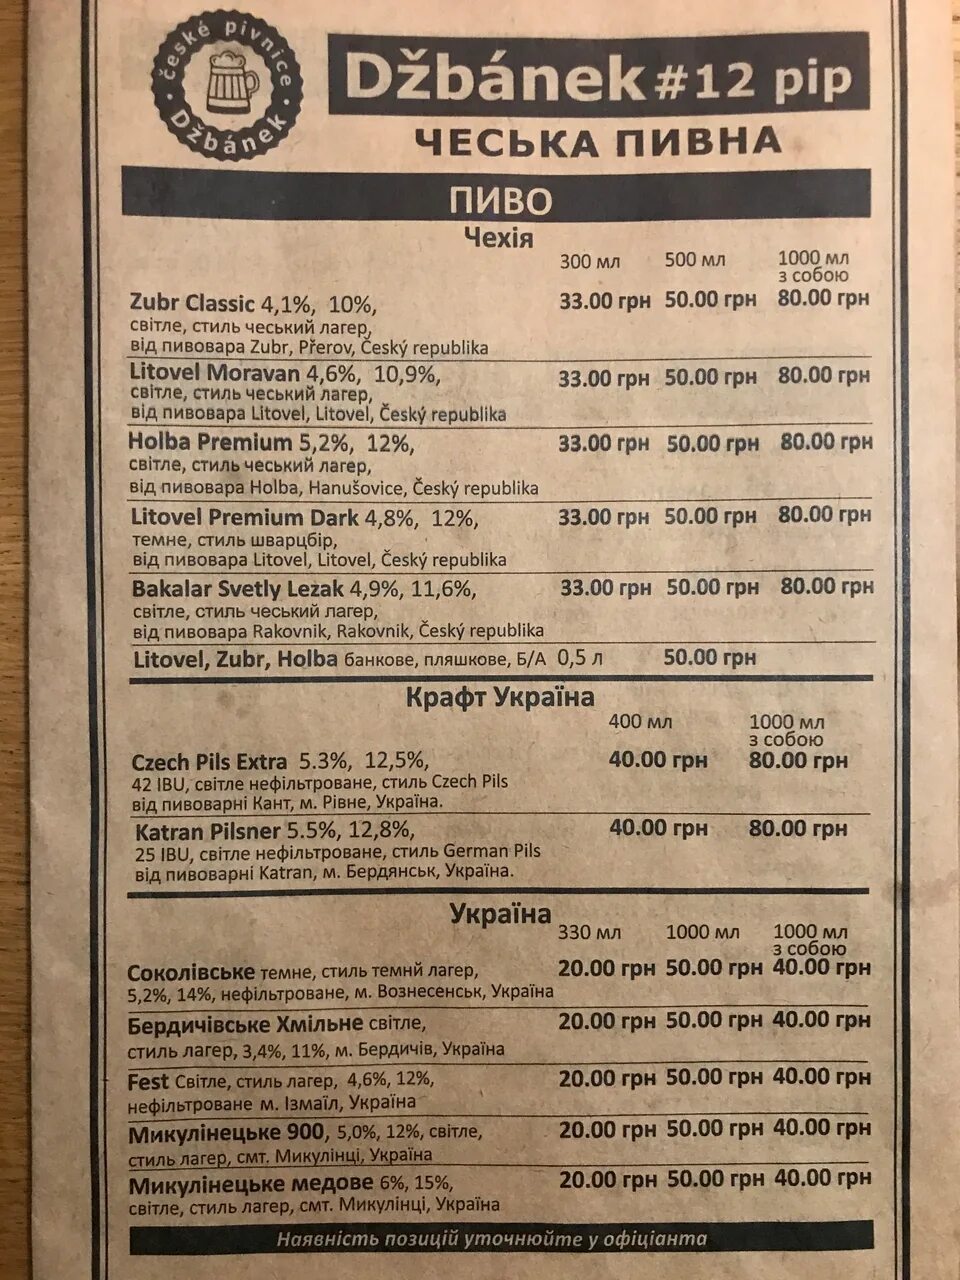 české pivnice
Džbánek
Džbánek #12 pip
ЧЕСЬКА ПИВНА
ПИВО
Чехія
300 мл 500 мл 1000 мл
з собою
Zubr Classic 4,1%, 10%, 33.00 грн 50.00 грн 80.00 грн
світле, стиль чеський лагер,
від пивовара Zubr, Přerov, Český republika
Litovel Moravan 4,6%, 10,9%, 33.00 грн 50.00 грн 80.00 грн
світле, стиль чеський лагер,
від пивовара Litovel, Litovel, Český republika
Holba Premium 5,2%, 12%, 33.00 грн 50.00 грн 80.00 грн
світле, стиль чеський лагер,
від пивовара Holba, Hanušovice, Český republika
Litovel Premium Dark 4,8%, 12%, 33.00 грн 50.00 грн 80.00 грн
темне, стиль шварцбір,
від пивовара Litovel, Litovel, Český republika
Bakalar Svetly Lezak 4,9%, 11,6%, 33.00 грн 50.00 грн 80.00 грн
світле, стиль чеський лагер,
від пивовара Rakovnik, Rakovnik, Český republika
Litovel, Zubr, Holba банкове, пляшкове, Б/А 0,5 л 50.00 грн
Крафт Україна
400 мл 1000 мл
з собою
Czech Pils Extra 5.3%, 12,5%, 40.00 грн 80.00 грн
42 IBU, світле нефільтроване, стиль Czech Pils
від пивоварні Кант, м. Рівне, Україна.
Katran Pilsner 5.5%, 12,8%, 40.00 грн 80.00 грн
25 IBU, світле нефільтроване, стиль German Pils
від пивоварні Katran, м. Бердянськ, Україна.
Україна
330 мл 1000 мл 1000 мл
з собою
Соколівське темне, стиль темнй лагер, 20.00 грн 50.00 грн 40.00 грн
5,2%, 14%, нефільтроване, м. Вознесенськ, Україна
Бердичівське Хмільне світле, 20.00 грн 50.00 грн 40.00 грн
стиль лагер, 3,4%, 11%, м. Бердичів, Україна
Fest Світле, стиль лагер, 4,6%, 12%, 20.00 грн 50.00 грн 40.00 грн
нефільтроване м. Ізмаїл, Україна
Микулінецьке 900, 5,0%, 12%, світле, 20.00 грн 50.00 грн 40.00 грн
стиль лагер, смт. Микулінці, Україна
Микулінецьке медове 6%, 15%, 20.00 грн 50.00 грн 40.00 грн
світле, стиль лагер, смт. Микулінці, Україна
Наявність позицій уточнюйте у офіціанта